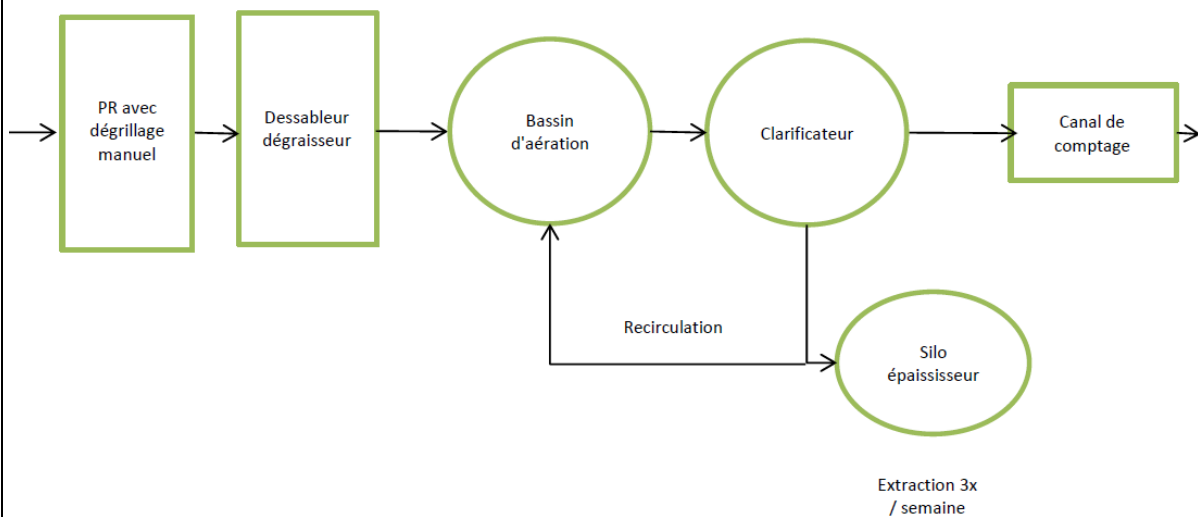 PR avec
dégrillage
manuel
Dessableur
dégraisseur
Bassin
d'aération
Clarificateur
Canal de
comptage
Recirculation
Silo
épaississeur
Extraction 3x
/ semaine